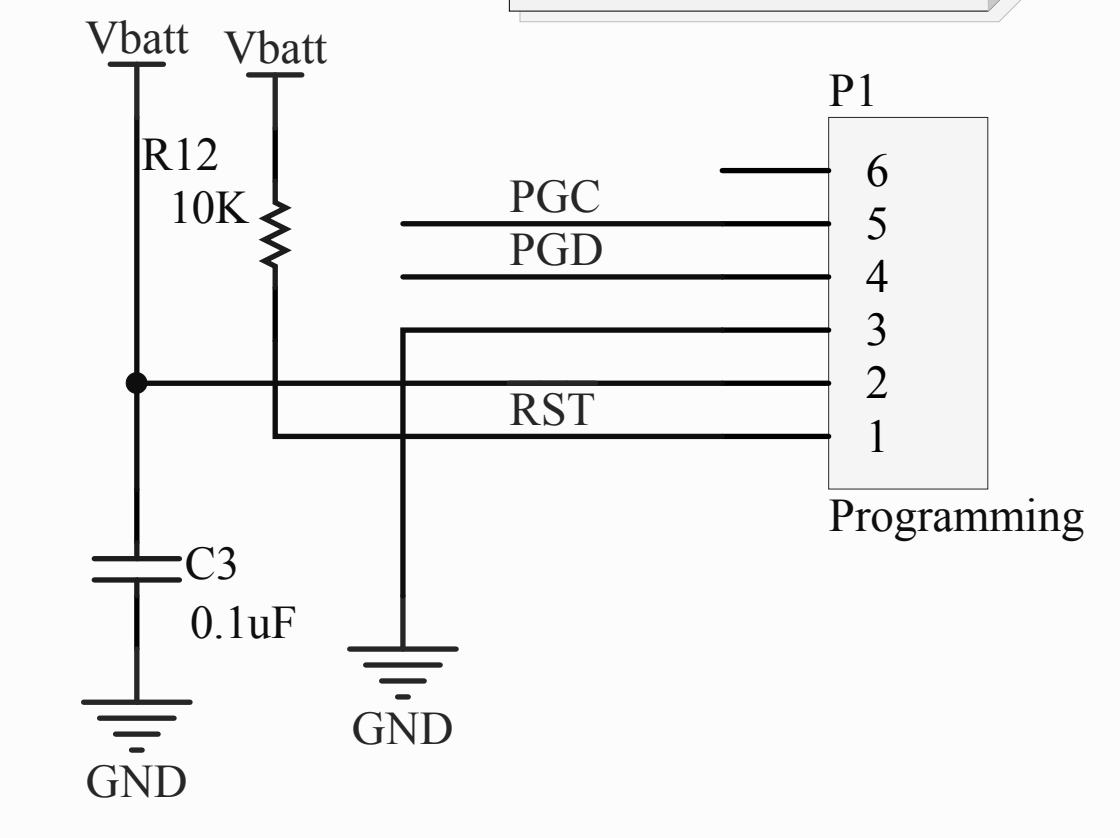 Vbatt
Vbatt
P1
R12
10K
6
PGC
5
PGD
4
3
2
RST
1
Programming
C3
0.1uF
GND
GND